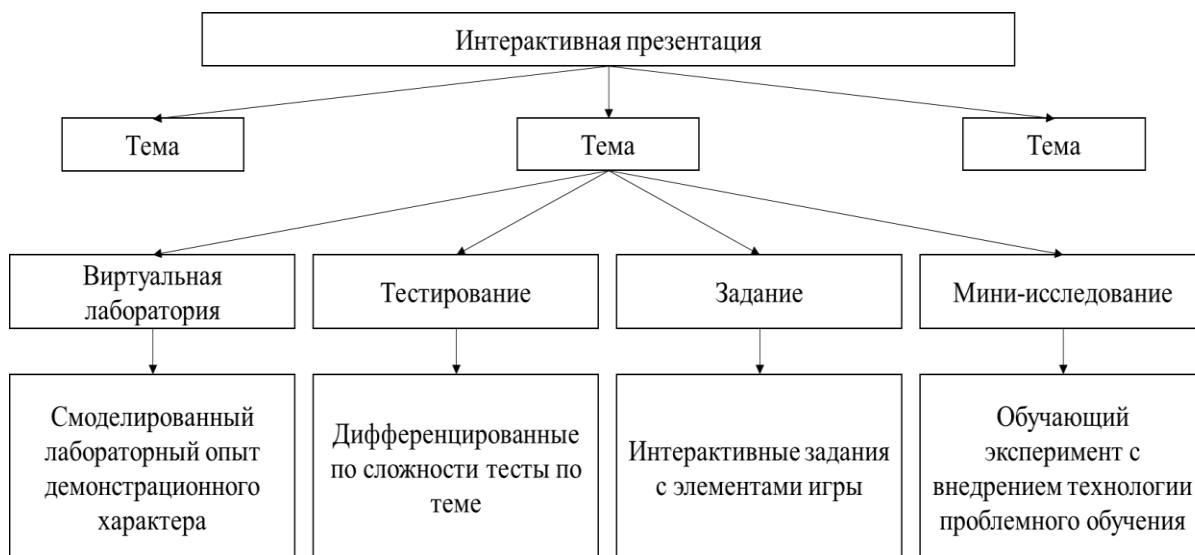 Интерактивная презентация
Тема
Тема
Тема
Виртуальная
лаборатория
Тестирование
Задание
Мини-исследование
Смоделированный
лабораторный опыт
демонстрационного
характера
Дифференцированные
по сложности тесты по
теме
Интерактивные задания
с элементами игры
Обучающий
эксперимент с
внедрением технологии
проблемного обучения